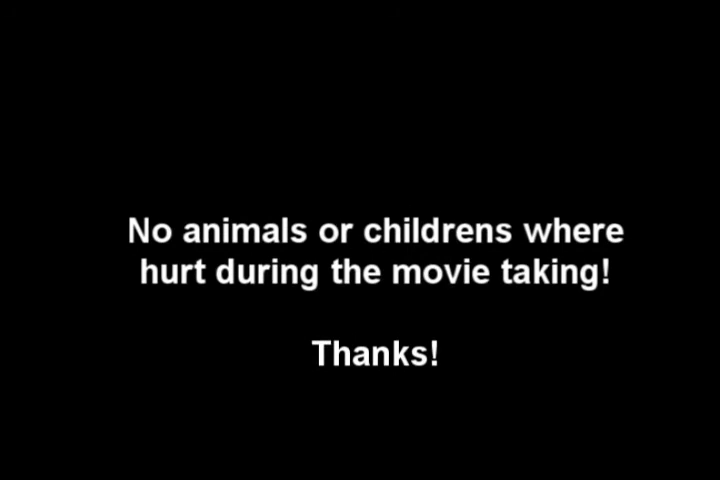 No animals or childrens where
hurt during the movie taking!
Thanks!